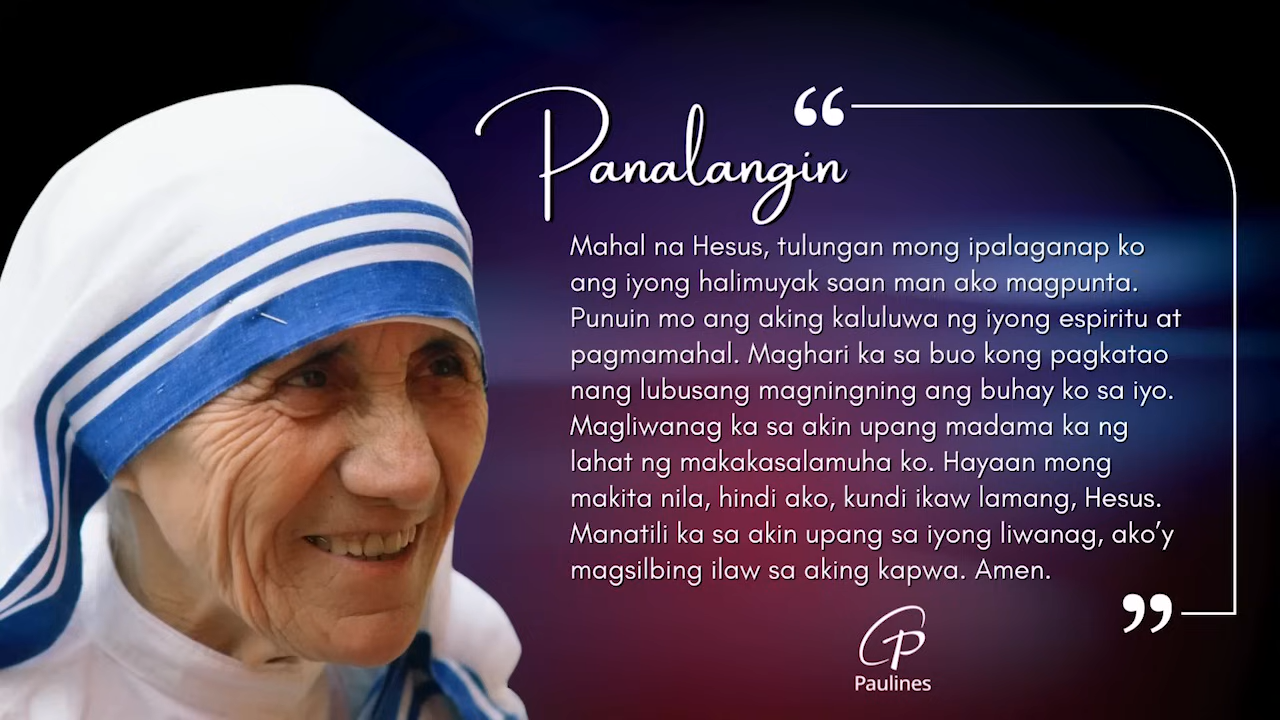 Panalangin
“
Mahal na Hesus, tulungan mong ipalaganap ko
ang iyong halimuyak saan man ako magpunta.
Punuin mo ang aking kaluluwa ng iyong espiritu at
pagmamahal. Maghari ka sa buo kong pagkatao
nang lubusang magningning ang buhay ko sa iyo.
Magliwanag ka sa akin upang madama ka ng
lahat ng makakasalamuha ko. Hayaan mong
makita nila, hindi ako, kundi ikaw lamang, Hesus.
Manatili ka sa akin upang sa iyong liwanag, ako’y
magsilbing ilaw sa aking kapwa. Amen.
”
Paulines